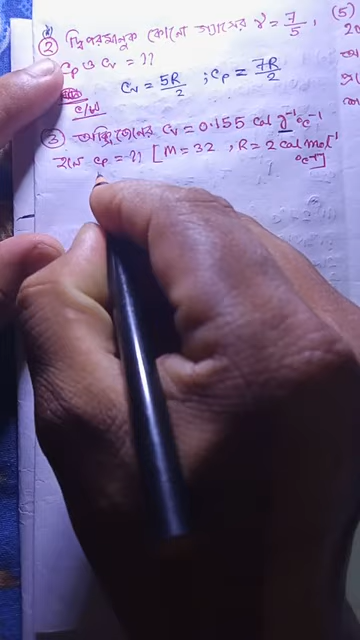 ② দ্বিপরমাণুক কোনো গ্যাসের γ = 7/5,
Cp ও Cv = ??
Cv = 5R/2 ; Cp = 7R/2
C/W
③ অক্সিজেনের Cv = 0.155 Cal g⁻¹ °C⁻¹
হলে Cp = ?? [M = 32 , R = 2 Cal mol⁻¹
°C⁻¹]
(5)